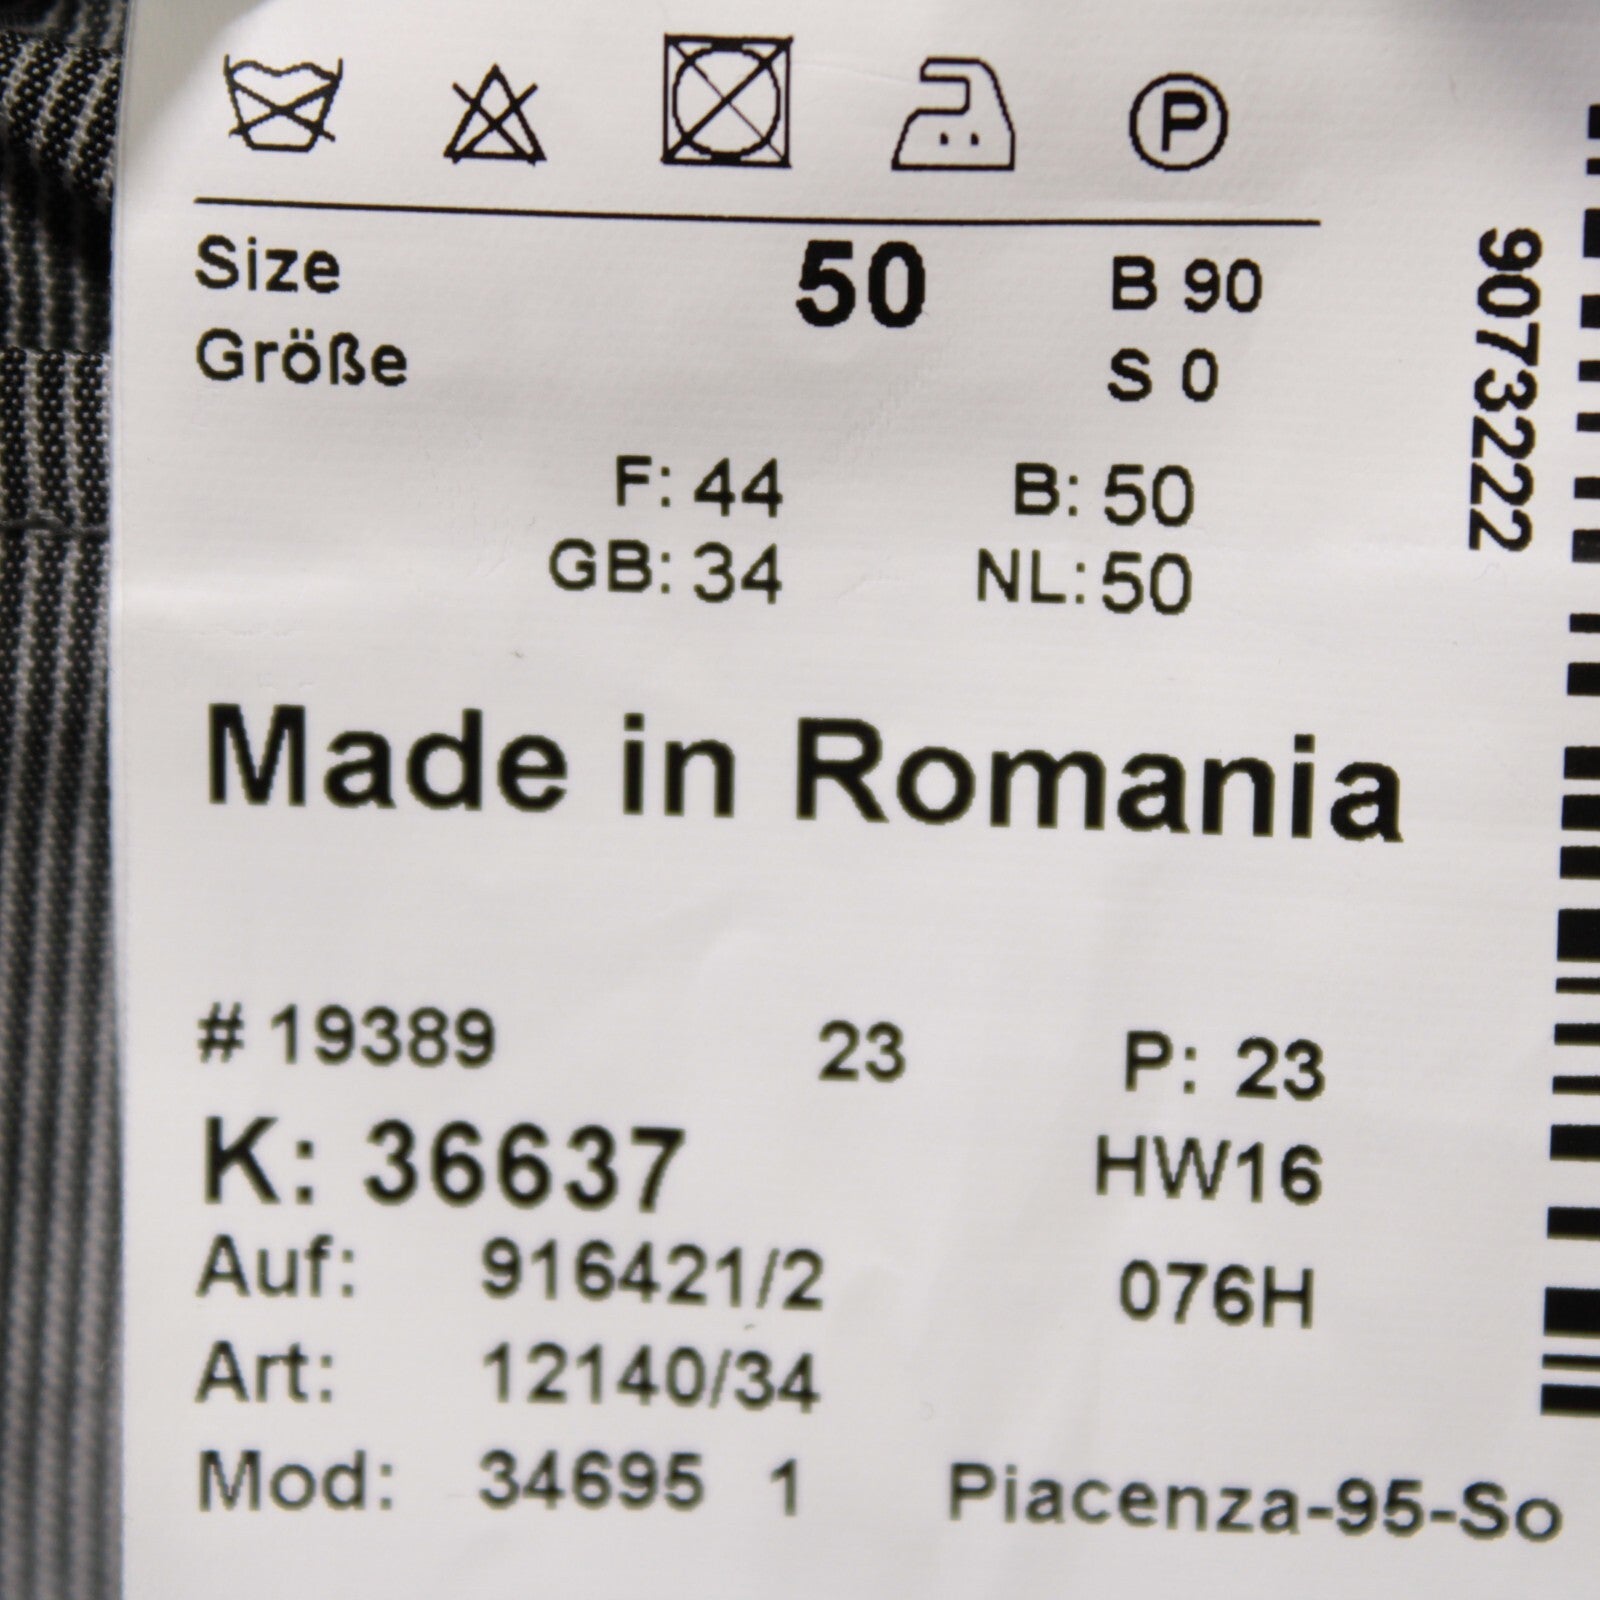 P
Size 50 B 90
Größe S 0
F: 44 B: 50
GB: 34 NL: 50
Made in Romania
# 19389 23 P: 23
K: 36637 HW16
Auf: 916421/2 076H
Art: 12140/34
Mod: 34695 1 Piacenza-95-So
9073222